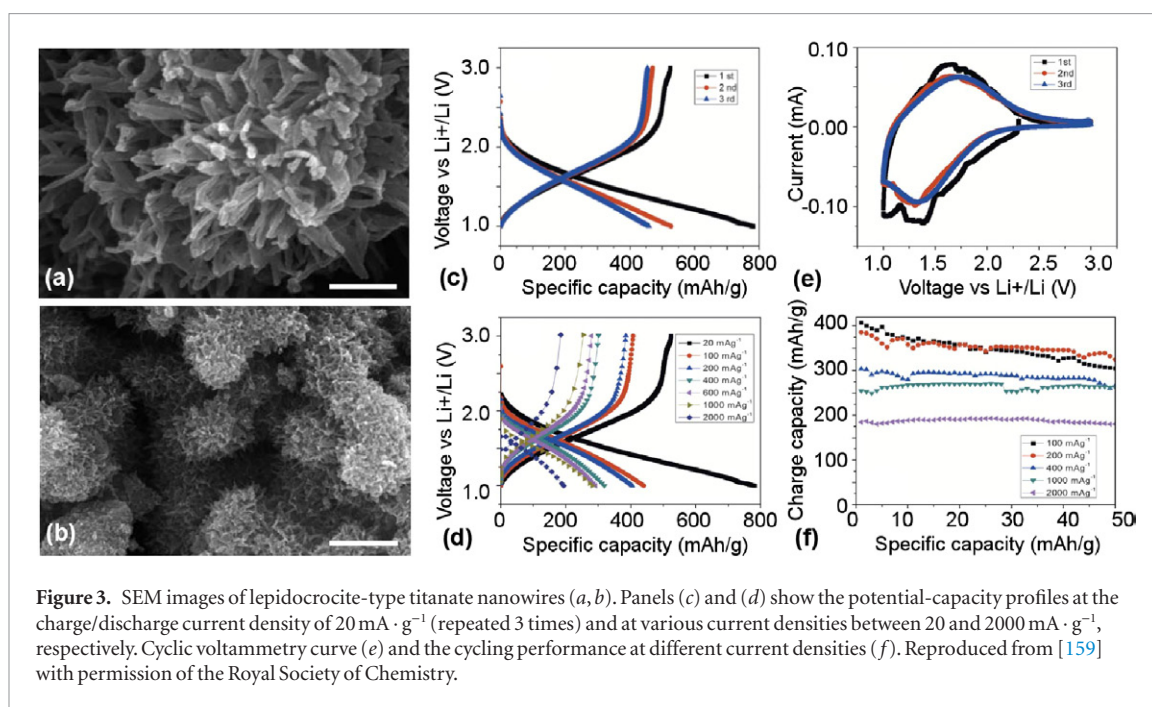 (a)
(b)
3.0
2.0
1.0
Voltage vs Li+/Li (V)
1 st
2 nd
3 rd
0 200 400 600 800
(c)
Specific capacity (mAh/g)
0.10
0.00
-0.10
Current (mA)
1st
2nd
3rd
1.0 1.5 2.0 2.5 3.0
(e)
Voltage vs Li+/Li (V)
3.0
2.0
1.0
Voltage vs Li+/Li (V)
20 mAg⁻¹
100 mAg⁻¹
200 mAg⁻¹
400 mAg⁻¹
600 mAg⁻¹
1000 mAg⁻¹
2000 mAg⁻¹
0 200 400 600 800
(d)
Specific capacity (mAh/g)
400
350
300
250
200
150
100
50
0
Charge capacity (mAh/g)
100 mAg⁻¹
200 mAg⁻¹
400 mAg⁻¹
1000 mAg⁻¹
2000 mAg⁻¹
0 10 20 30 40 50
(f)
Specific capacity (mAh/g)
Figure 3. SEM images of lepidocrocite-type titanate nanowires (a, b). Panels (c) and (d) show the potential-capacity profiles at the
charge/discharge current density of 20 mA · g⁻¹ (repeated 3 times) and at various current densities between 20 and 2000 mA · g⁻¹,
respectively. Cyclic voltammetry curve (e) and the cycling performance at different current densities (f). Reproduced from [159]
with permission of the Royal Society of Chemistry.